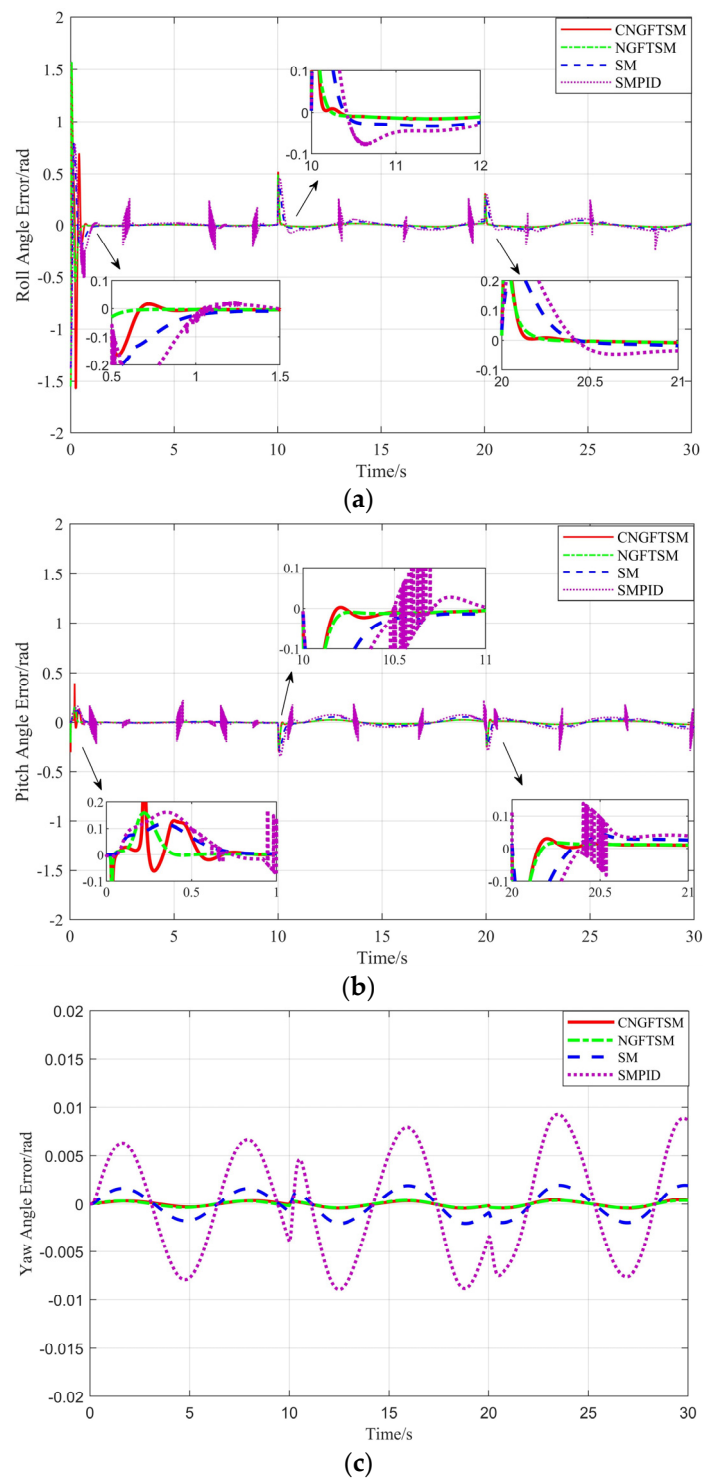 2
1.5
1
0.5
0
-0.5
-1
-1.5
-2
Roll Angle Error/rad
CNGFTSM
NGFTSM
SM
SMPID
0.1
0
-0.1
10 11 12
0.1
0
-0.1
-0.2
0.5 1 1.5
0.2
0.1
0
-0.1
20 20.5 21
0 5 10 15 20 25 30
Time/s
(a)
2
1.5
1
0.5
0
-0.5
-1
-1.5
-2
Pitch Angle Error/rad
CNGFTSM
NGFTSM
SM
SMPID
0.1
0
-0.1
10 10.5 11
0.2
0.1
0
-0.1
0 0.5 1
0.1
0
-0.1
20 20.5 21
0 5 10 15 20 25 30
Time/s
(b)
0.02
0.015
0.01
0.005
0
-0.005
-0.01
-0.015
-0.02
Yaw Angle Error/rad
CNGFTSM
NGFTSM
SM
SMPID
0 5 10 15 20 25 30
Time/s
(c)